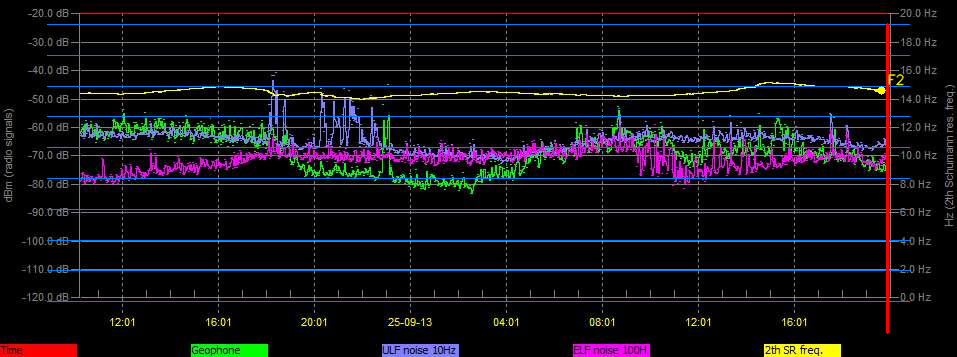 -20.0 dB
20.0 Hz
-30.0 dB
18.0 Hz
-40.0 dB
16.0 Hz
F2
-50.0 dB
14.0 Hz
-60.0 dB
12.0 Hz
-70.0 dB
10.0 Hz
-80.0 dB
8.0 Hz
-90.0 dB
6.0 Hz
-100.0 dB
4.0 Hz
-110.0 dB
2.0 Hz
-120.0 dB
0.0 Hz
dBm (radio signals)
Hz (2th Schumann res. freq.)
12:01 16:01 20:01 25-09-13 04:01 08:01 12:01 16:01
Time Geophone ULF noise 10Hz ELF noise 100H 2th SR freq.